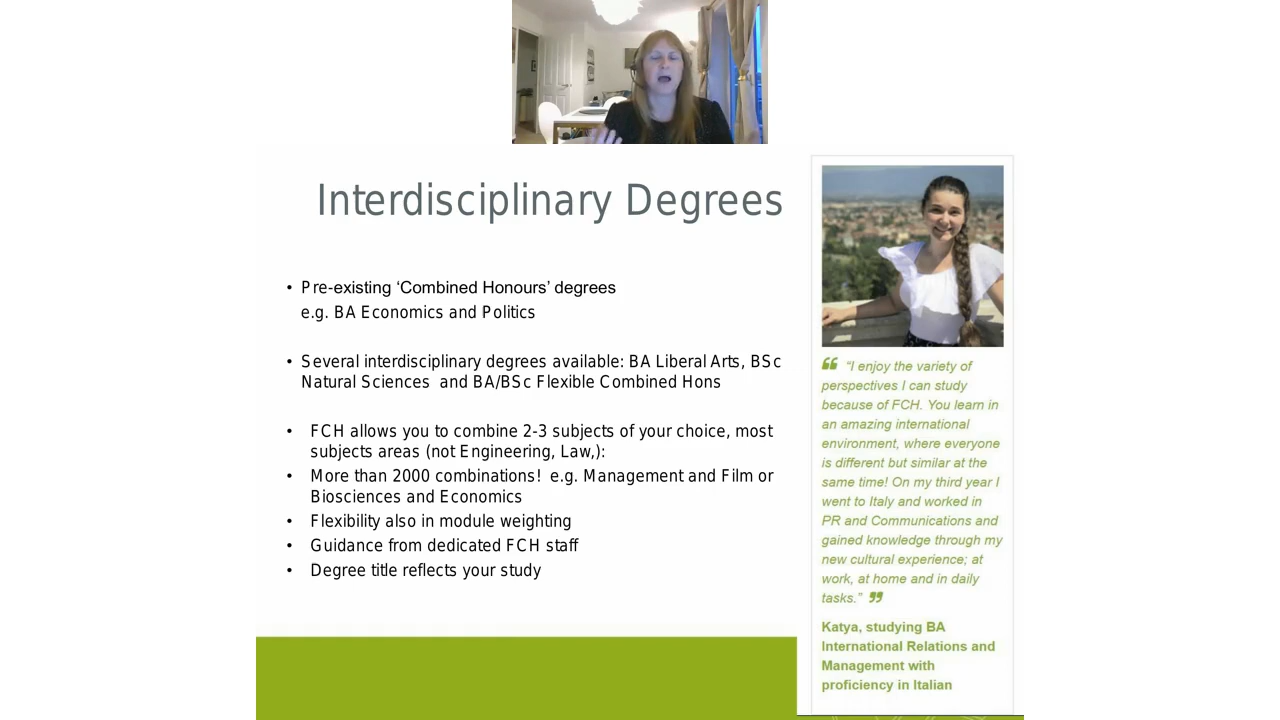 Interdisciplinary Degrees
• Pre-existing ‘Combined Honours’ degrees
e.g. BA Economics and Politics
• Several interdisciplinary degrees available: BA Liberal Arts, BSc
Natural Sciences and BA/BSc Flexible Combined Hons
• FCH allows you to combine 2-3 subjects of your choice, most
subjects areas (not Engineering, Law,):
• More than 2000 combinations! e.g. Management and Film or
Biosciences and Economics
• Flexibility also in module weighting
• Guidance from dedicated FCH staff
• Degree title reflects your study
“I enjoy the variety of
perspectives I can study
because of FCH. You learn in
an amazing international
environment, where everyone
is different but similar at the
same time! On my third year I
went to Italy and worked in
PR and Communications and
gained knowledge through my
new cultural experience; at
work, at home and in daily
tasks.”
Katya, studying BA
International Relations and
Management with
proficiency in Italian